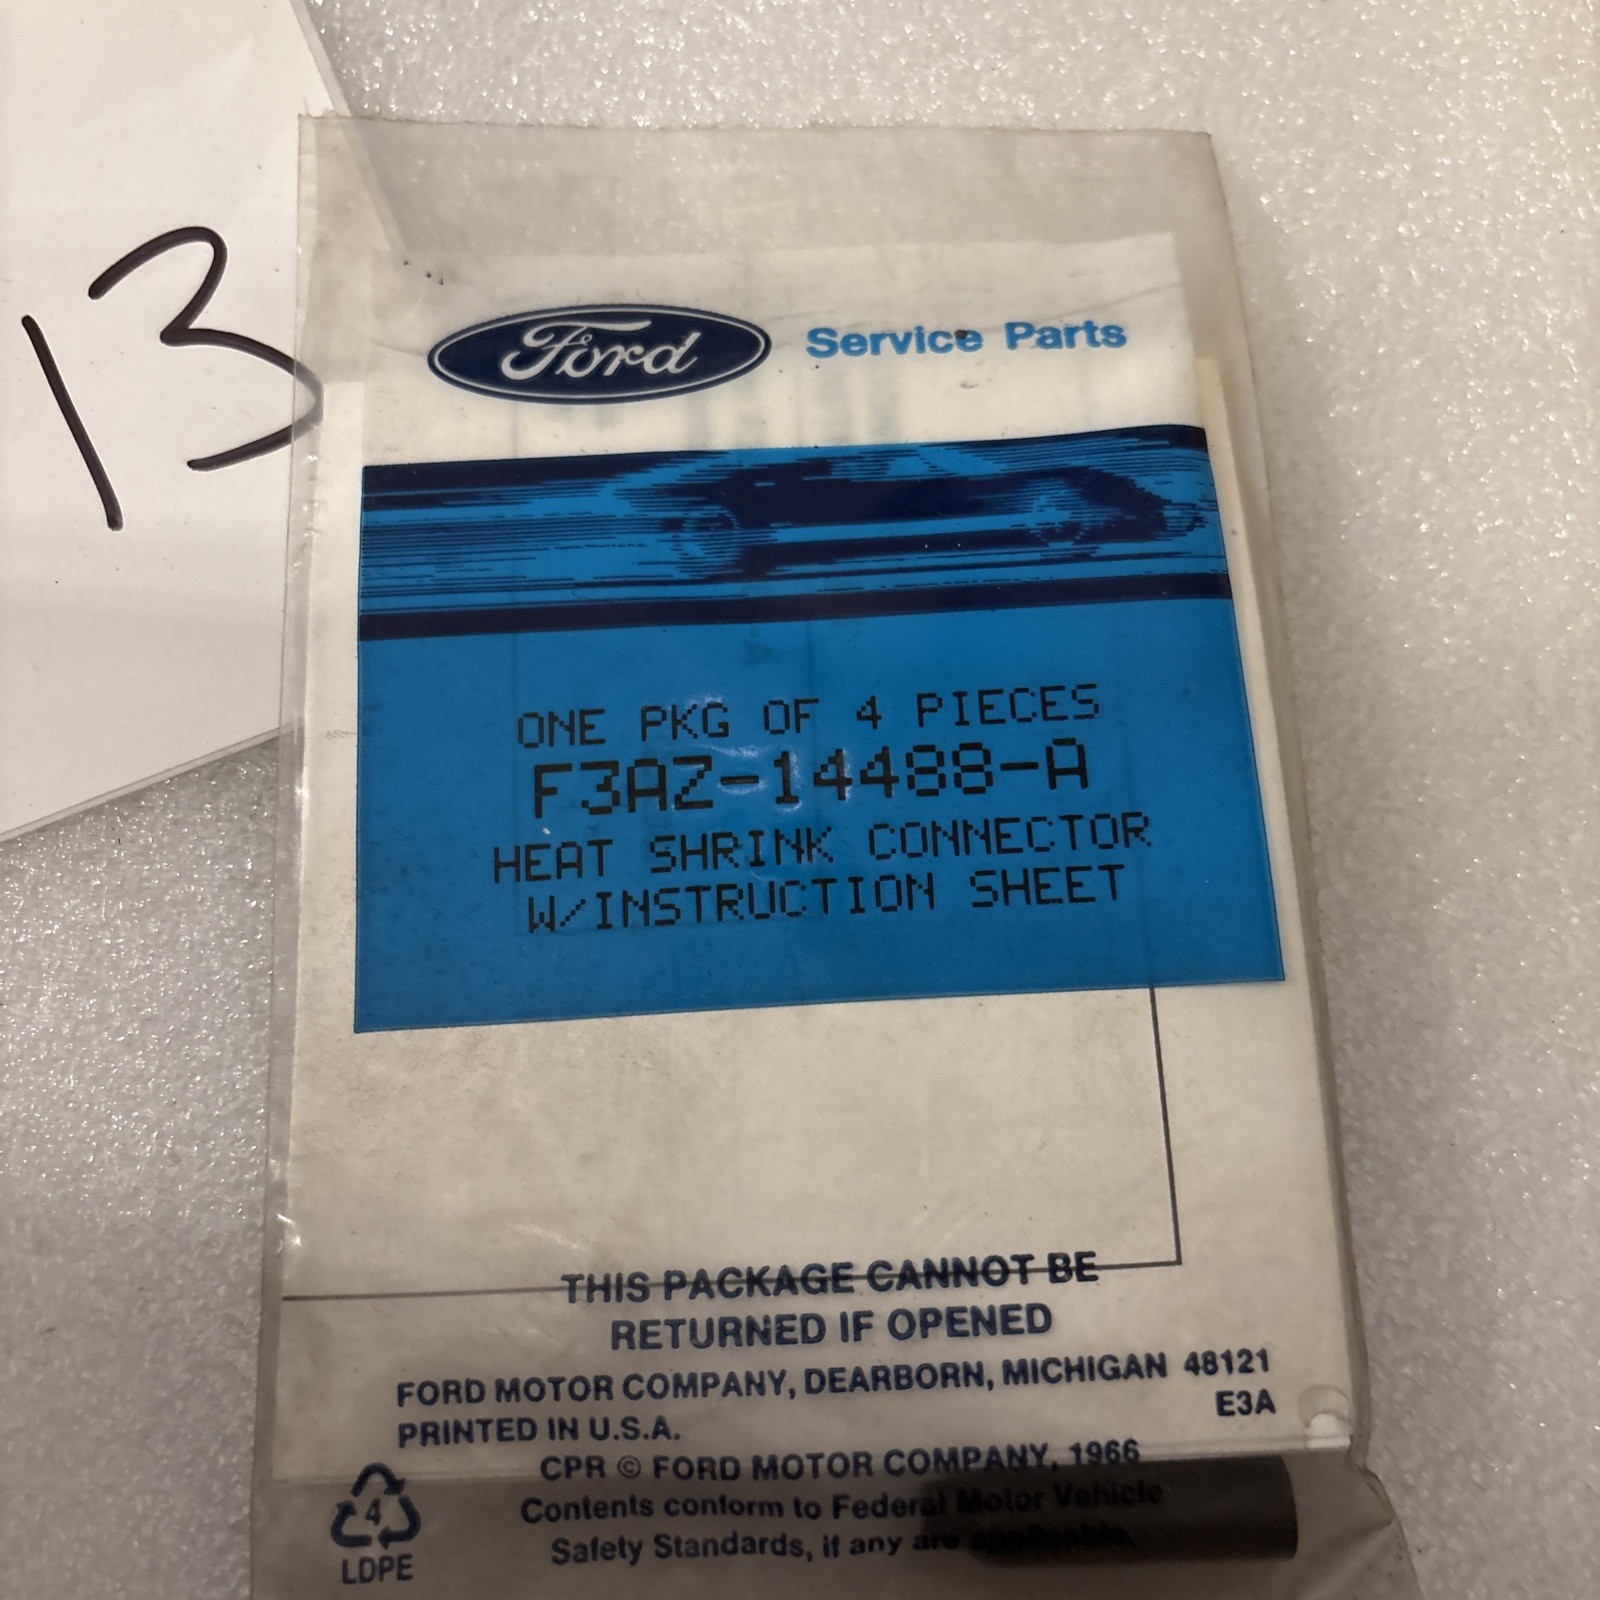 13
Ford Service Parts
ONE PKG OF 4 PIECES
F3AZ-14488-A
HEAT SHRINK CONNECTOR
W/INSTRUCTION SHEET
THIS PACKAGE CANNOT BE
RETURNED IF OPENED
FORD MOTOR COMPANY, DEARBORN, MICHIGAN 48121
E3A
PRINTED IN U.S.A.
CPR © FORD MOTOR COMPANY, 1966
Contents conform to Federal Motor Vehicle
Safety Standards, if any are applicable.
4
LDPE